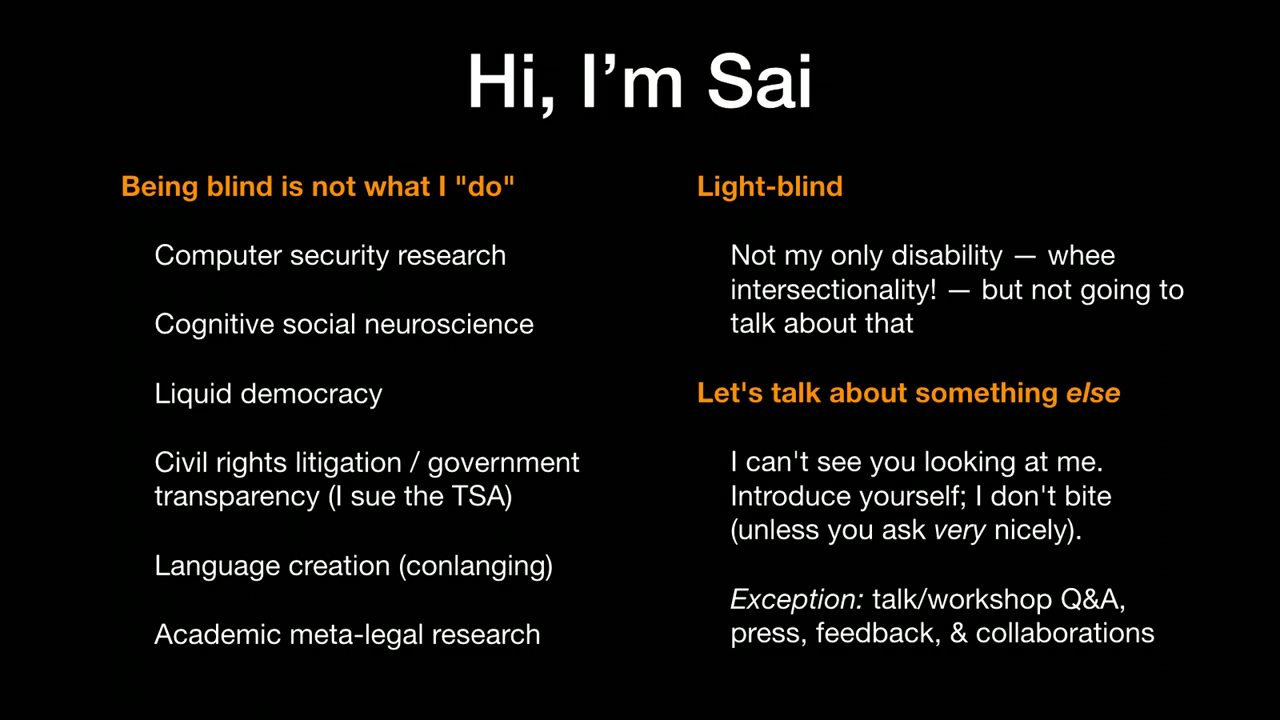 Hi, I’m Sai
Being blind is not what I "do"
Computer security research
Cognitive social neuroscience
Liquid democracy
Civil rights litigation / government
transparency (I sue the TSA)
Language creation (conlanging)
Academic meta-legal research
Light-blind
Not my only disability — whee
intersectionality! — but not going to
talk about that
Let's talk about something else
I can't see you looking at me.
Introduce yourself; I don't bite
(unless you ask very nicely).
Exception: talk/workshop Q&A,
press, feedback, & collaborations